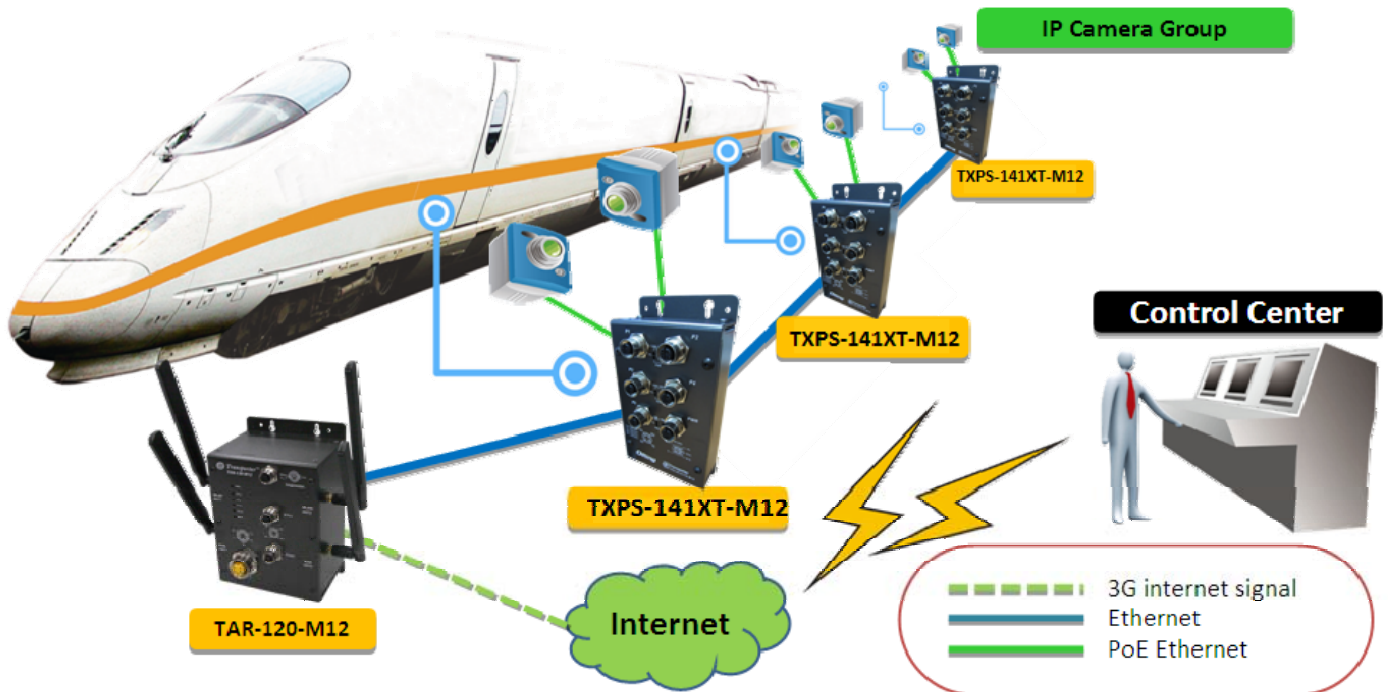 IP Camera Group
TXPS-141XT-M12
TXPS-141XT-M12
Control Center
TXPS-141XT-M12
TAR-120-M12
Internet
3G internet signal
Ethernet
PoE Ethernet